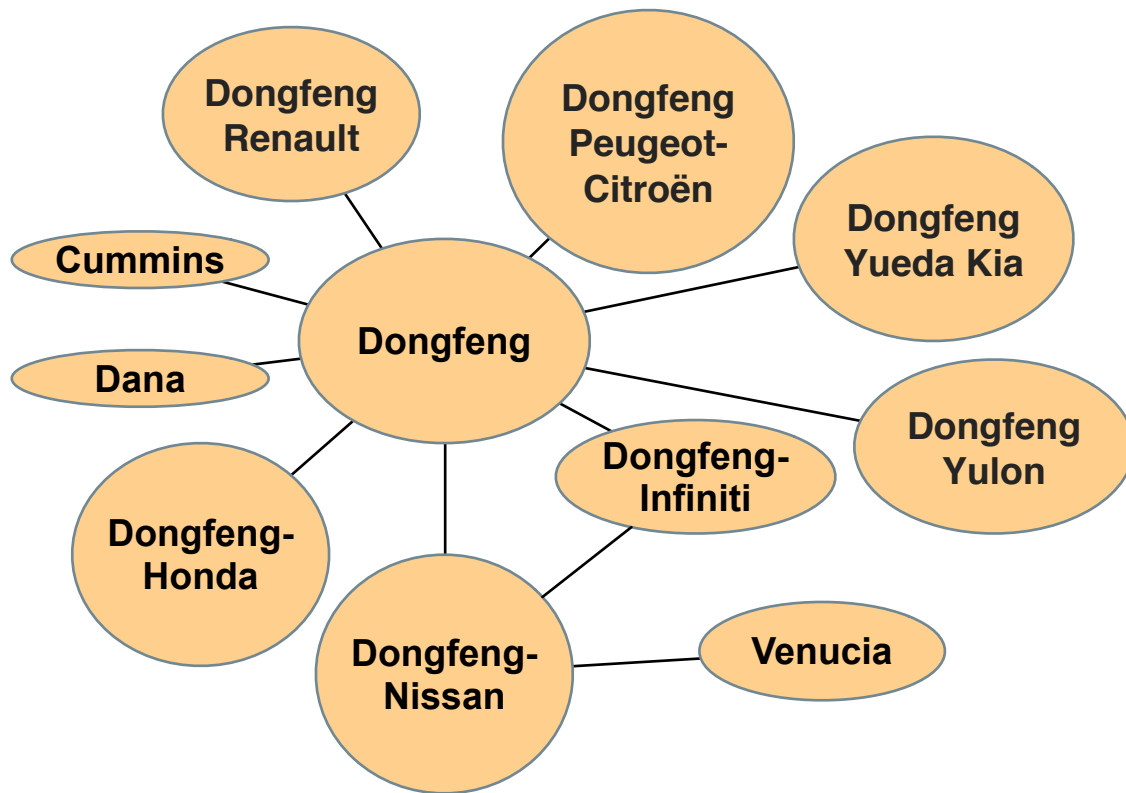 Dongfeng
Renault
Dongfeng
Peugeot-
Citroën
Dongfeng
Yueda Kia
Cummins
Dongfeng
Dana
Dongfeng
Yulon
Dongfeng-
Infiniti
Dongfeng-
Honda
Dongfeng-
Nissan
Venucia